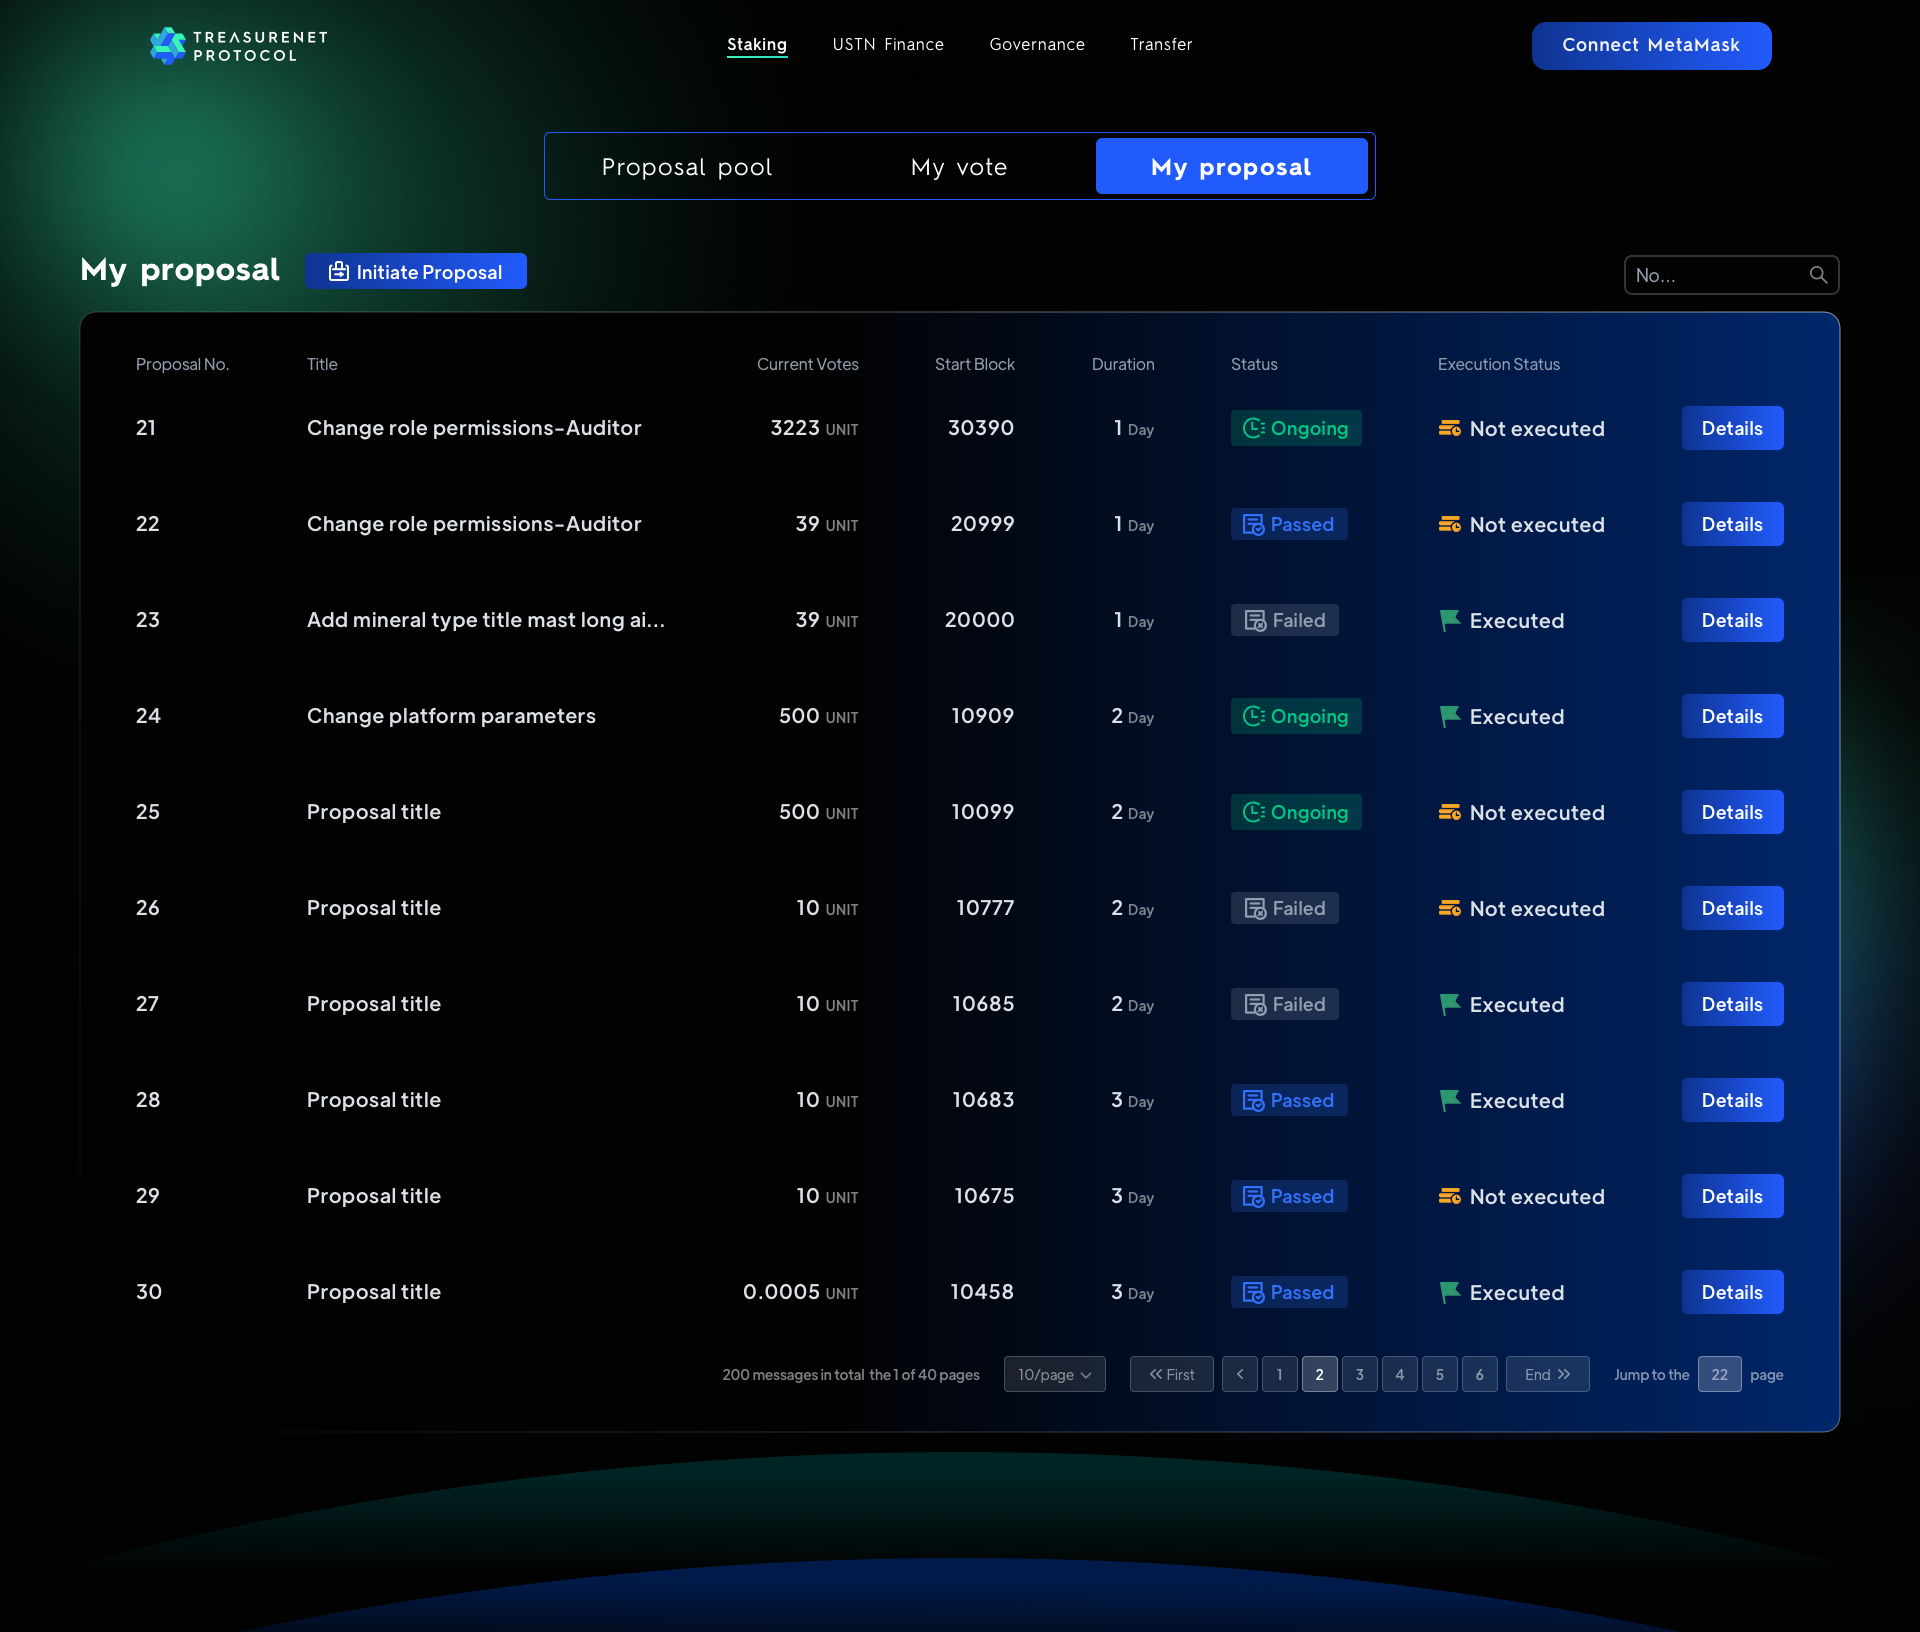 TREASURENET
PROTOCOL
Staking USTN Finance Governance Transfer
Connect MetaMask
Proposal pool My vote My proposal
My proposal Initiate Proposal No...
Proposal No. Title Current Votes Start Block Duration Status Execution Status
21 Change role permissions-Auditor 3223 UNIT 30390 1 Day Ongoing Not executed Details
22 Change role permissions-Auditor 39 UNIT 20999 1 Day Passed Not executed Details
23 Add mineral type title mast long ai... 39 UNIT 20000 1 Day Failed Executed Details
24 Change platform parameters 500 UNIT 10909 2 Day Ongoing Executed Details
25 Proposal title 500 UNIT 10099 2 Day Ongoing Not executed Details
26 Proposal title 10 UNIT 10777 2 Day Failed Not executed Details
27 Proposal title 10 UNIT 10685 2 Day Failed Executed Details
28 Proposal title 10 UNIT 10683 3 Day Passed Executed Details
29 Proposal title 10 UNIT 10675 3 Day Passed Not executed Details
30 Proposal title 0.0005 UNIT 10458 3 Day Passed Executed Details
200 messages in total the 1 of 40 pages 10/page First 1 2 3 4 5 6 End Jump to the 22 page